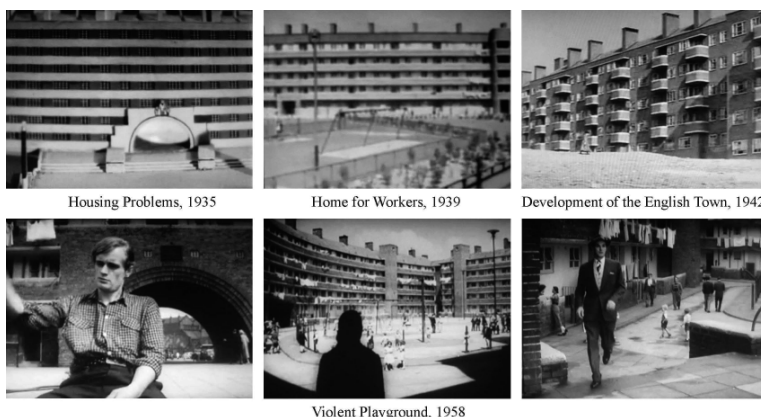 Housing Problems, 1935
Home for Workers, 1939
Development of the English Town, 1942
Violent Playground, 1958